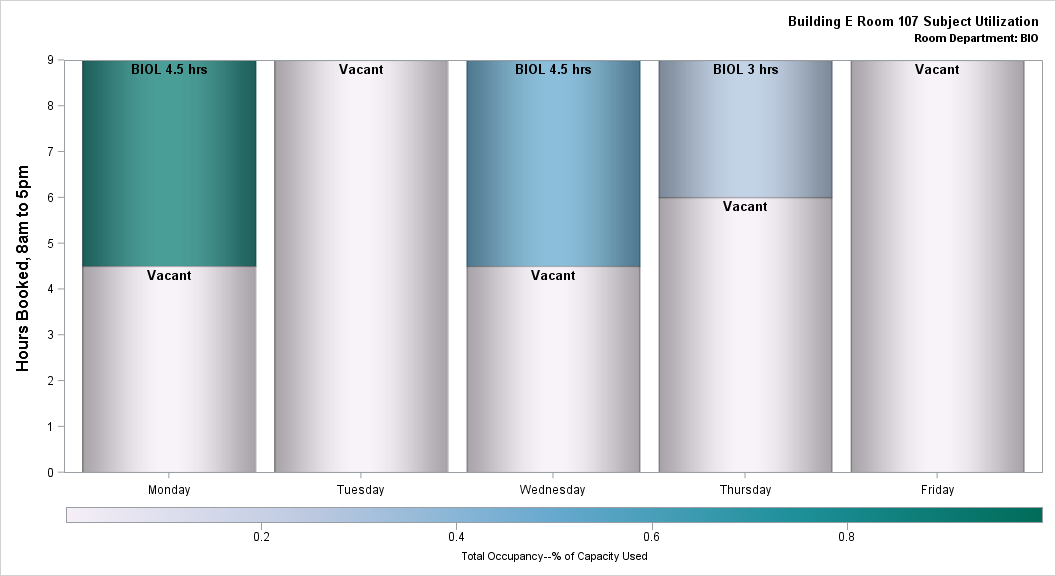 Building E Room 107 Subject Utilization
Room Department: BIO
Hours Booked, 8am to 5pm
9
8
7
6
5
4
3
2
1
0
BIOL 4.5 hrs
Vacant
Vacant
BIOL 4.5 hrs
Vacant
BIOL 3 hrs
Vacant
Vacant
Monday
Tuesday
Wednesday
Thursday
Friday
0.2
0.4
0.6
0.8
Total Occupancy--% of Capacity Used